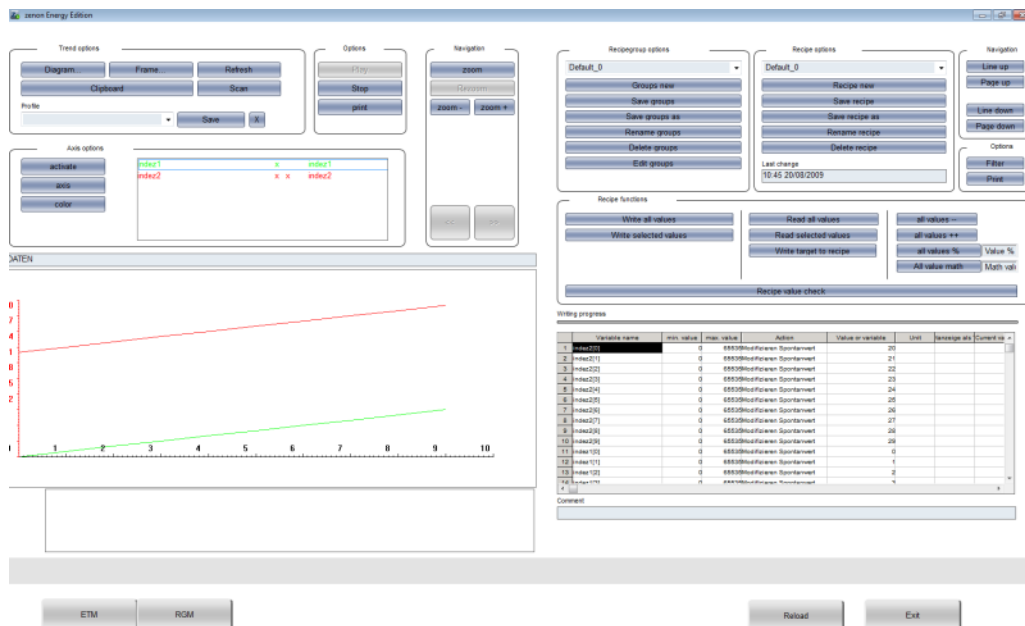 zenon Energy Edition
Trend options
Diagram... Frame... Refresh
Clipboard Scan
Profile
Save X
Options
Play
Stop
print
Navigation
zoom
zoom - zoom +
<< >>
Axis options
activate
axis
color
indez1 x indez1
indez2 x x indez2
DATEN
1 2 3 4 5 6 7 8 9 10
Recipegroup options
Default_0
Groups new
Save groups
Save groups as
Rename groups
Delete groups
Edit groups
Recipe options
Default_0
Recipe new
Save recipe
Save recipe as
Rename recipe
Delete recipe
Last change
10:45 20/08/2009
Navigation
Line up
Page up
Line down
Page down
Options
Filter
Print
Recipe functions
Write all values
Write selected values
Read all values
Read selected values
Write target to recipe
all values --
all values ++
all values % Value %
All value math Math val
Recipe value check
Writing progress
Variable name min. value max. value Action Value or variable Unit Current va
1 indez2[0] 0 65535 Modifizieren Spontanwert 20
2 indez2[1] 0 65535 Modifizieren Spontanwert 21
3 indez2[2] 0 65535 Modifizieren Spontanwert 22
4 indez2[3] 0 65535 Modifizieren Spontanwert 23
5 indez2[4] 0 65535 Modifizieren Spontanwert 24
6 indez2[5] 0 65535 Modifizieren Spontanwert 25
7 indez2[6] 0 65535 Modifizieren Spontanwert 26
8 indez2[7] 0 65535 Modifizieren Spontanwert 27
9 indez2[8] 0 65535 Modifizieren Spontanwert 28
10 indez2[9] 0 65535 Modifizieren Spontanwert 29
11 indez1[0] 0 65535 Modifizieren Spontanwert 0
12 indez1[1] 0 65535 Modifizieren Spontanwert 1
13 indez1[2] 0 65535 Modifizieren Spontanwert 2
Comment
ETM RGM Reload Exit